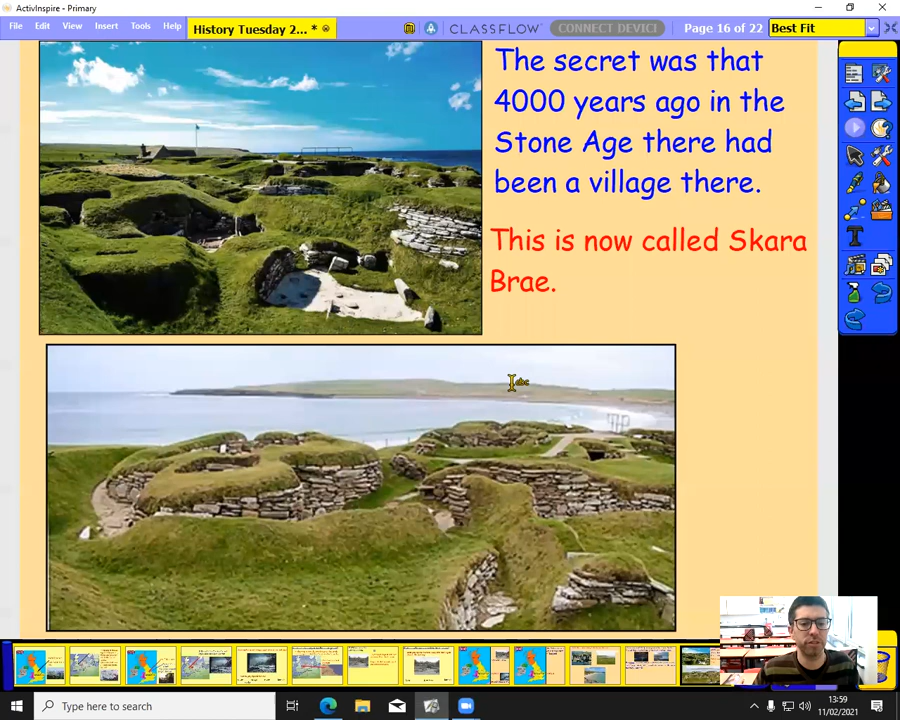 ActivInspire - Primary
File Edit View Insert Tools Help History Tuesday 2... * CLASSFLOW CONNECT DEVICI Page 16 of 22 Best Fit
The secret was that
4000 years ago in the
Stone Age there had
been a village there.
This is now called Skara
Brae.
abc
Type here to search
13:59
11/02/2021